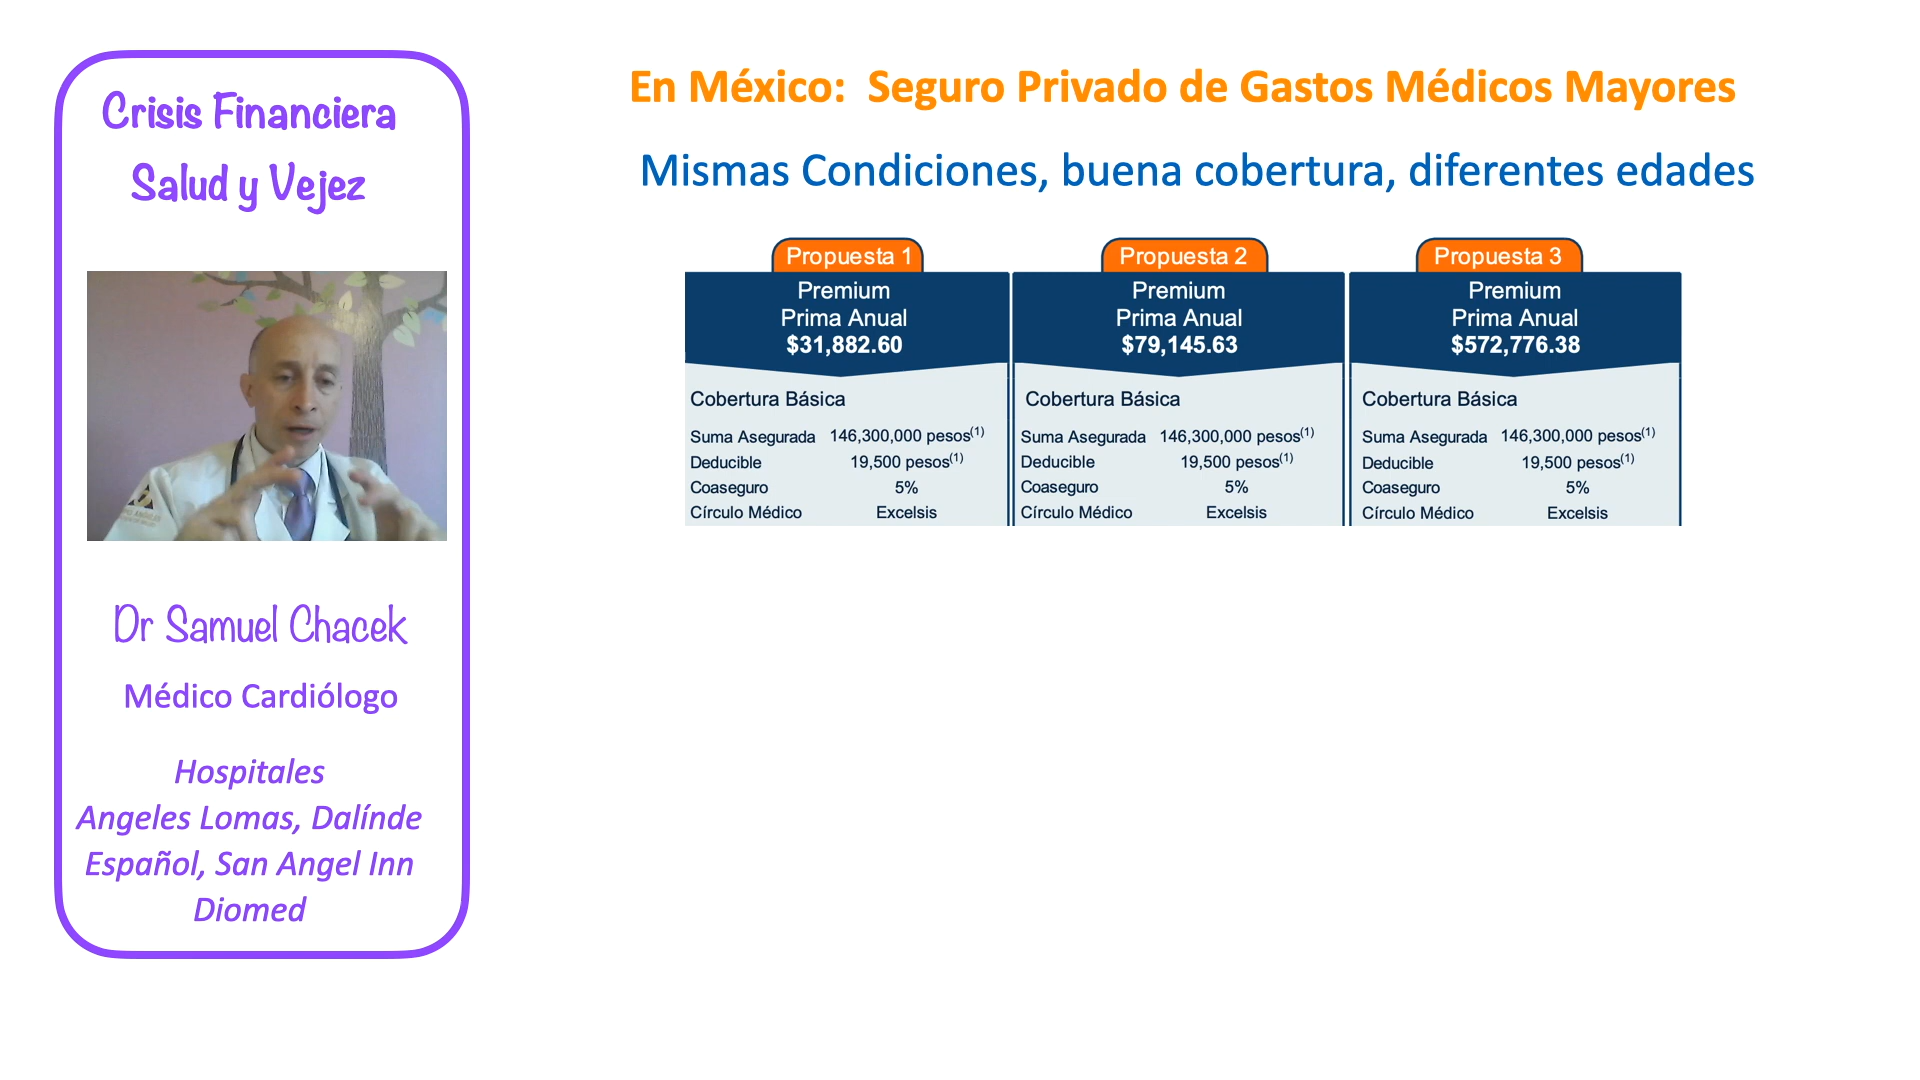 Crisis Financiera
Salud y Vejez
Dr Samuel Chacek
Médico Cardiólogo
Hospitales
Angeles Lomas, Dalínde
Español, San Angel Inn
Diomed
En México:  Seguro Privado de Gastos Médicos Mayores
Mismas Condiciones, buena cobertura, diferentes edades
Propuesta 1
Premium
Prima Anual
$31,882.60
Cobertura Básica
Suma Asegurada 146,300,000 pesos(1)
Deducible 19,500 pesos(1)
Coaseguro 5%
Círculo Médico Excelsis
Propuesta 2
Premium
Prima Anual
$79,145.63
Cobertura Básica
Suma Asegurada 146,300,000 pesos(1)
Deducible 19,500 pesos(1)
Coaseguro 5%
Círculo Médico Excelsis
Propuesta 3
Premium
Prima Anual
$572,776.38
Cobertura Básica
Suma Asegurada 146,300,000 pesos(1)
Deducible 19,500 pesos(1)
Coaseguro 5%
Círculo Médico Excelsis